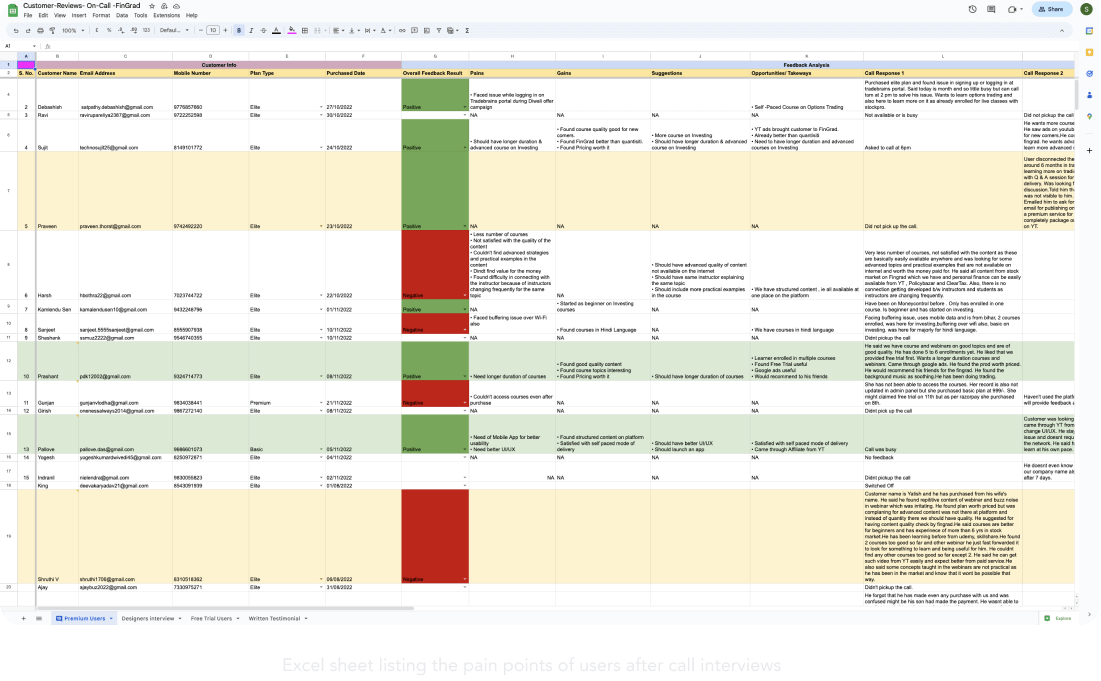 Customer-Reviews- On-Call -FinGrad
File Edit View Insert Format Data Tools Extensions Help
Share
S
100% £ % .0 .00 123 Defaul... 10 B I A
A1 fx
A B C D E F G H I J K L
1 Customer Info Feedback Analysis
2 S. No. Customer Name Email Address Mobile Number Plan Type Purchased Date Overall Feedback Result Pains Gains Suggestions Opportunities/ Takeways Call Response 1 Call Response 2
Purchased elite plan and found issue in signing up or logging in at
tradebrains portal. Said today is month end so little busy but can call
• Faced issue while logging in on tom at 2 pm to solve his issue. Wants to learn options trading and
Tradebrains portal during Diwali offer also here to learn more on it as already enrolled for live classes with
2 Debashish satpathy.debashish@gmail.com 9776857860 Elite 27/10/2022 Positive campaign • Self -Paced Course on Options Trading stockpro.
3 Ravi ravirupareliya2387@gmail.com 9722252598 Elite 30/10/2022 NA NA NA NA Not available or is busy Did not pickup the call
He wants more course
• Found course quality good for new • YT ads brought customer to FinGrad. He saw ads on youtub
comers. • More course on Investing • Already better than quantisti for new comers.He co
• Should have longer duration & • Found FinGrad better than quantisti. • Should have longer duration & advanced • Need to have longer duration and advanced fingrad. he wants adv
4 Sujit technosujit25@gmail.com 8149101772 Elite 24/10/2022 Positive advanced course on Investing • Found Pricing worth it course on Investing courses on Investing Asked to call at 6pm learn more advanced c
User disconnected the
around 6 months in tra
learning more on tradi
with Q & A session for
delivery. Was looking f
discussion.Told him th
was not visible to him.
Emailed him to ask for
email for publishing on
a premium service for
completely package o
5 Praveen praveen.thorat@gmail.com 9742492220 Elite 23/10/2022 Positive NA NA NA NA Did not pick up the call. on YT.
• Less number of courses
• Not satisfied with the quality of the
content
• Couldn't find advanced strategies
and practical examples in the Very less number of courses, not satisfied with the content as these
content are basically easily available anywhere and was looking for some
• Dindt find value for the money • Should have advanced quality of content advanced topics and practical examples that are not available on
• Found difficulty in connecting with not available on the internet internet and worth the money paid for. He said all content from stock
the instructor because of instructors • Should have same instructor explaining market on Fingrad which we have and personal finance can be easily
changing frequently for the same the same topic available from YT , Policybazar and ClearTax. Also, there is no
topic • Should include more practical examples • We have structured content , ie all available at connection getting developed b/w instructors and students as
6 Harsh hbothra22@gmail.com 7023744722 Elite 22/10/2022 Negative NA in the course one place on the platform instructors are changing frequently.
• Started as beginner on Investing Have been on Moneycontrol before . Only has enrolled in one
7 Kamlendu Sen kamalendusen10@gmail.com 9432248796 Elite 01/11/2022 Positive NA courses NA NA course. Is beginner and has started on investing.
• Faced buffering issue over Wi-Fi Facing buffering issue, uses mobile data and is from bihar, 2 courses
also enrolled, was here for investing,buffering over wifi also, basic on
8 Sanjeet sanjeet.5555sanjeet@gmail.com 8555907938 Elite 10/11/2022 Negative • Found courses in Hindi Language NA • We have courses in hindi language investing, was here for majorly for hindi language.
9 Shashank ssmuz2222@gmail.com 9546740355 Elite 10/11/2022 NA NA NA NA Didnt pickup the call
He said we have course and webinars on good topics and are of
good quality. He has done 5 to 6 enrollments yet. He liked that we
• Learner enrolled in multiple courses provided free trial first. Wants a longer duration courses and
• Found good quality content • Found Free Trial useful webinars. Came through google ads. He found the prod worth priced.
• Found course topics interesting • Google ads useful He would recommend his friends for the fingrad. He found the
10 Prashant pdk12002@gmail.com 9324714773 Elite 08/11/2022 Positive • Need longer duration of courses • Found Pricing worth it • Should have longer duration of courses • Would recommend to his friends background music as soothing.He has been doing trading.
She has not been able to access the courses. Her record is also not
updated in admin panel but she purchased basic plan at 999/-. She
• Couldn't access courses even after might claimed free trial on 11th but as per razorpay she purchased Haven't used the platf
11 Gunjan gunjanvlodha@gmail.com 9834038441 Premium 21/11/2022 Negative purchase NA NA NA on 8th. will provide feedback a
12 Girish onenessalways2014@gmail.com 9867272140 Elite 08/11/2022 NA NA NA NA Didnt pick up the call
Customer was looking
came through YT from
• Need of Mobile App for better • Found structured content on platform change UI/UX. He stay
usability • Satisfied with self paced mode of • Should have better UI/UX • Satisfied with self paced mode of delivery network. He said h
13 Pallove pallove.das@gmail.com 9686601073 Basic 05/11/2022 Positive • Need better UI/UX delivery • Should launch an app • Came through Affiliate from YT Call was busy learn at his own pace.
14 Yogesh yogeshkumardwivedi45@gmail.com 8250972871 Elite 04/11/2022 NA NA NA NA No feedback
He doesnt even know
our company name al
15 Indranil nielendra@gmail.com 9830055823 Elite 02/11/2022 NA NA NA NA Didnt pickup the call after 7 days.
King deevakaryadav21@gmail.com 8543091939 Elite 01/08/2022 Switched Off
Customer name is Yatish and he has purchased from his wife's
name. He said he found repititive content of webinar and buzz noise
in webinar which was irritating. He found plan worth priced but was
complaning for advanced content was not there at platform and
instead of quantity there we should have quality. He suggested for
having content quality check by fingrad.He said courses are better
for beginners and has experience of more than 6 yrs in stock
market.He has been learning before from udemy, skillshare.He found
2 courses too good so far and other webinar he just fast forwarded it
to look for something to learn and being useful for him. He couldnt
find any other courses too good so far except 2. He said he can get
such video from YT easily and expect better from paid service.He
also said some concepts taught in the webinars are not practical as
he has been in the market and know that it wont be possible that
Shruthi V shruthi1706@gmail.com 8310518362 Elite 06/08/2022 Negative way.
Ajay ajaybuz2022@gmail.com 7330975271 Elite 31/08/2022 Didn't pickup the call
He forgot that he has made even any purchase with us and was
confused might be his son had made the payment. He wasnt able to
Premium Users Designers interview Free Trial Users Written Testimonial Explore
Excel sheet listing the pain points of users after call interviews